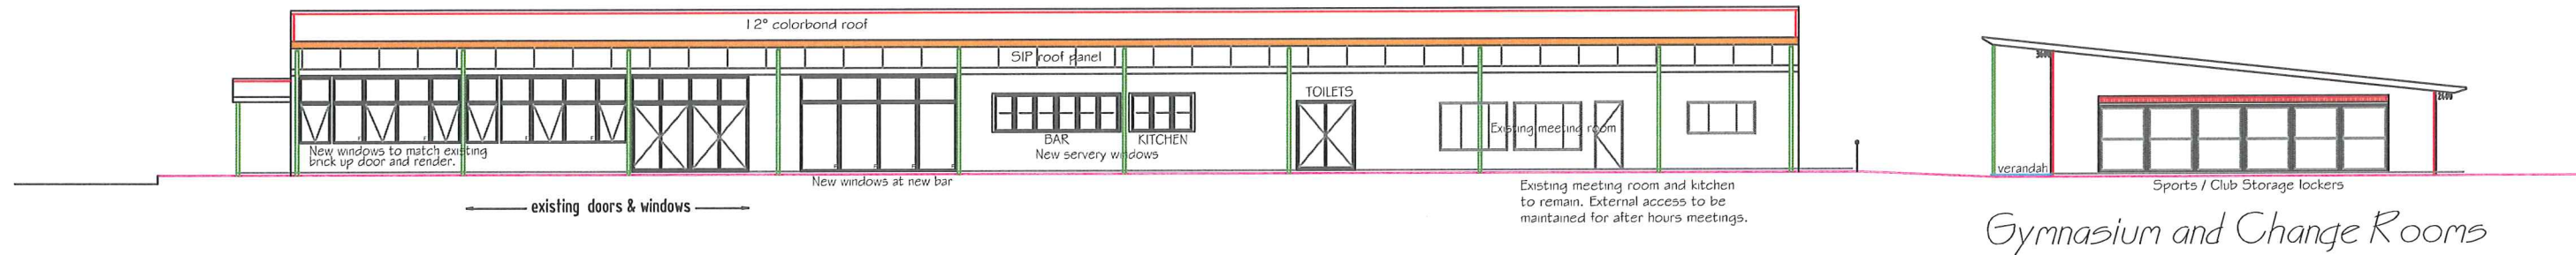 12° colorbond roof
SIP roof panel
TOILETS
Existing meeting room
BAR
KITCHEN
New servery windows
New windows to match existing
brick up door and render.
New windows at new bar
existing doors & windows
Existing meeting room and kitchen
to remain. External access to be
maintained for after hours meetings.
3600
2600
verandah
Sports / Club Storage lockers
Gymnasium and Change Rooms